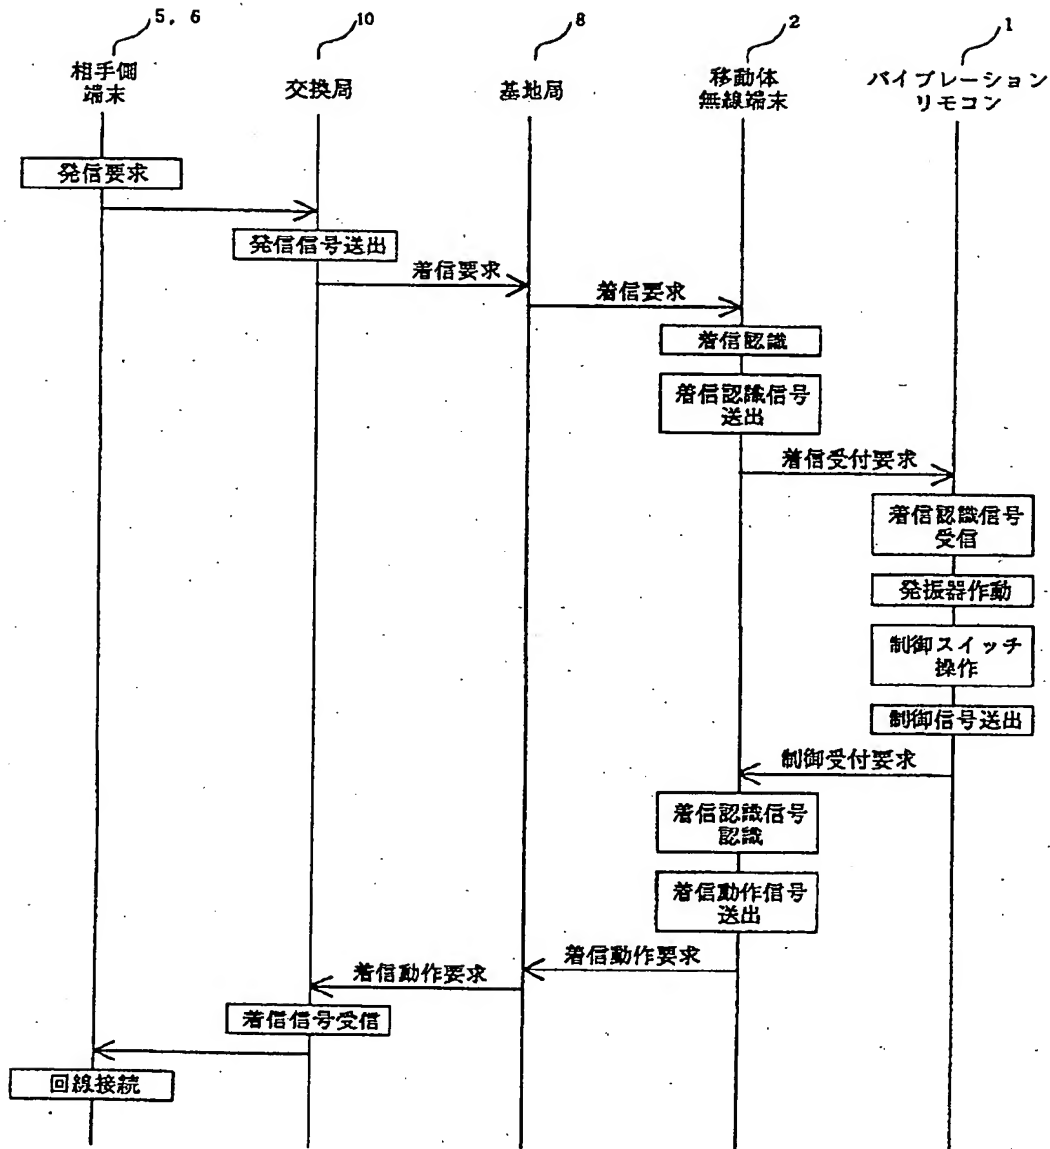 5, 6
10
8
2
1
相手側
端末
交換局
基地局
移動体
無線端末
バイブレーション
リモコン
発信要求
発信信号送出
着信要求
着信要求
着信認識
着信認識信号
送出
着信受付要求
着信認識信号
受信
発振器作動
制御スイッチ
操作
制御信号送出
制御受付要求
着信認識信号
認識
着信動作信号
送出
着信動作要求
着信動作要求
着信信号受信
回線接続